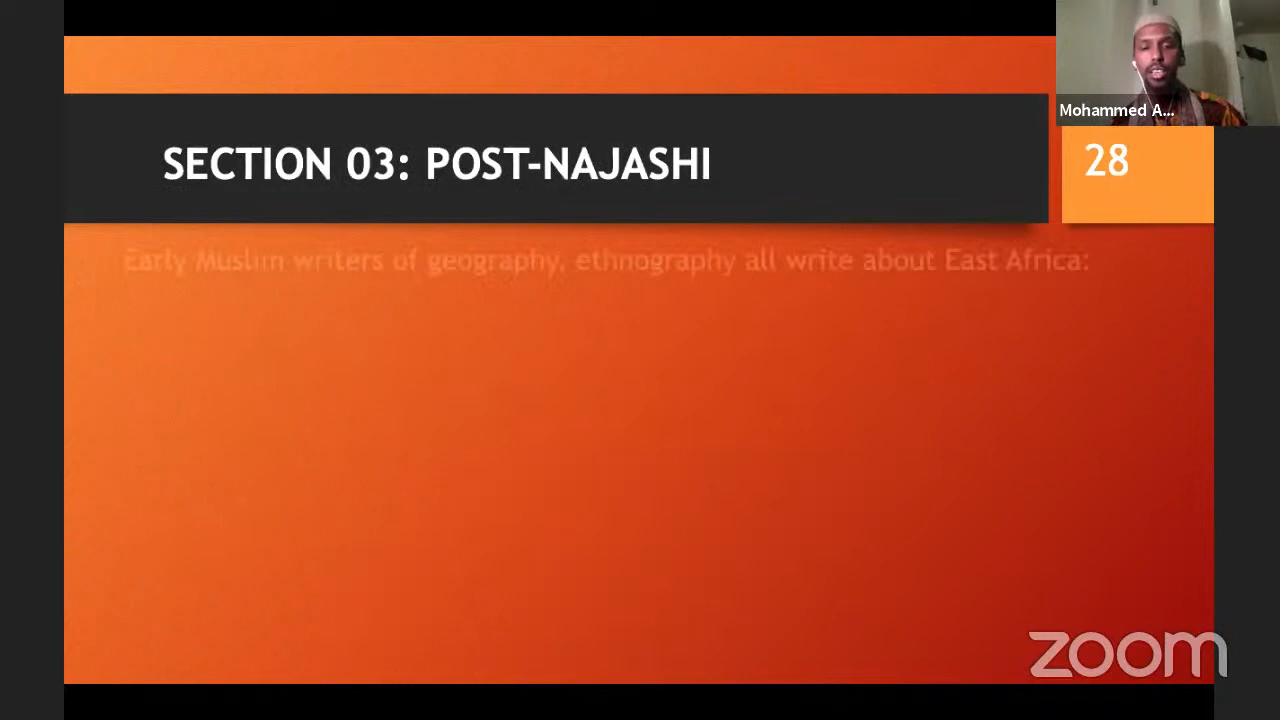 Mohammed A...
SECTION 03: POST-NAJASHI
28
Early Muslim writers of geography, ethnography all write about East Africa:
zoom